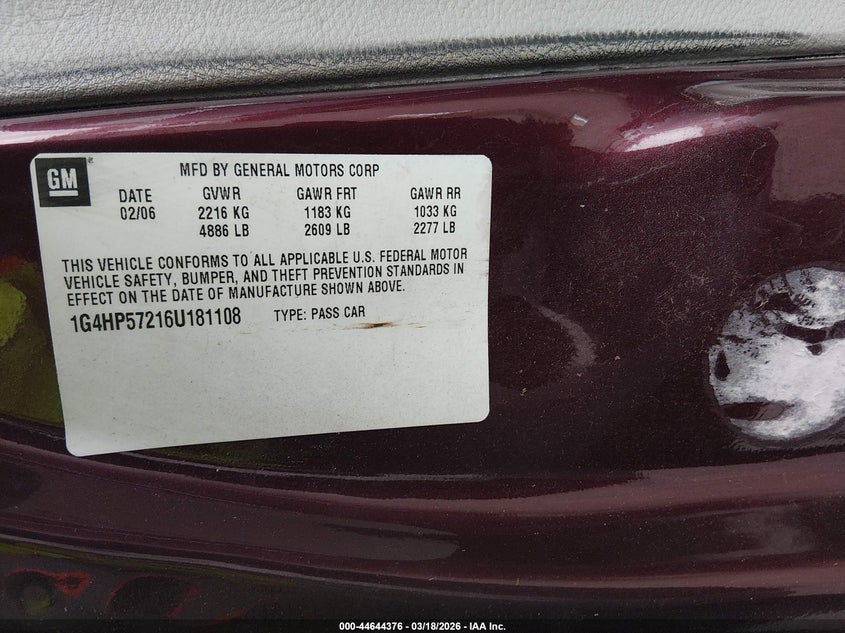 GM
MFD BY GENERAL MOTORS CORP
DATE GVWR GAWR FRT GAWR RR
02/06 2216 KG 1183 KG 1033 KG
4886 LB 2609 LB 2277 LB
THIS VEHICLE CONFORMS TO ALL APPLICABLE U.S. FEDERAL MOTOR
VEHICLE SAFETY, BUMPER, AND THEFT PREVENTION STANDARDS IN
EFFECT ON THE DATE OF MANUFACTURE SHOWN ABOVE.
1G4HP57216U181108 TYPE: PASS CAR
000-44644376 - 03/18/2026 - IAA Inc.